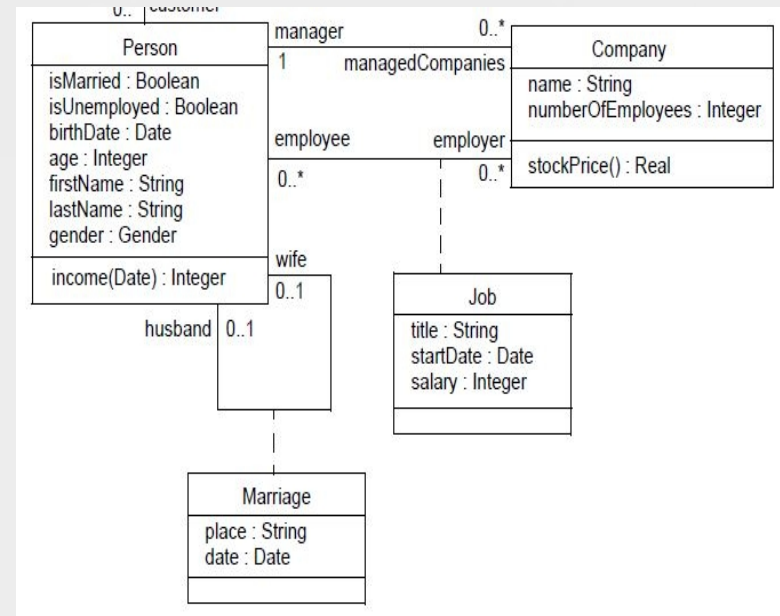 Person
isMarried : Boolean
isUnemployed : Boolean
birthDate : Date
age : Integer
firstName : String
lastName : String
gender : Gender
income(Date) : Integer
manager
1
0..*
managedCompanies
employee
0..*
employer
0..*
Company
name : String
numberOfEmployees : Integer
stockPrice() : Real
wife
0..1
husband
0..1
Job
title : String
startDate : Date
salary : Integer
Marriage
place : String
date : Date